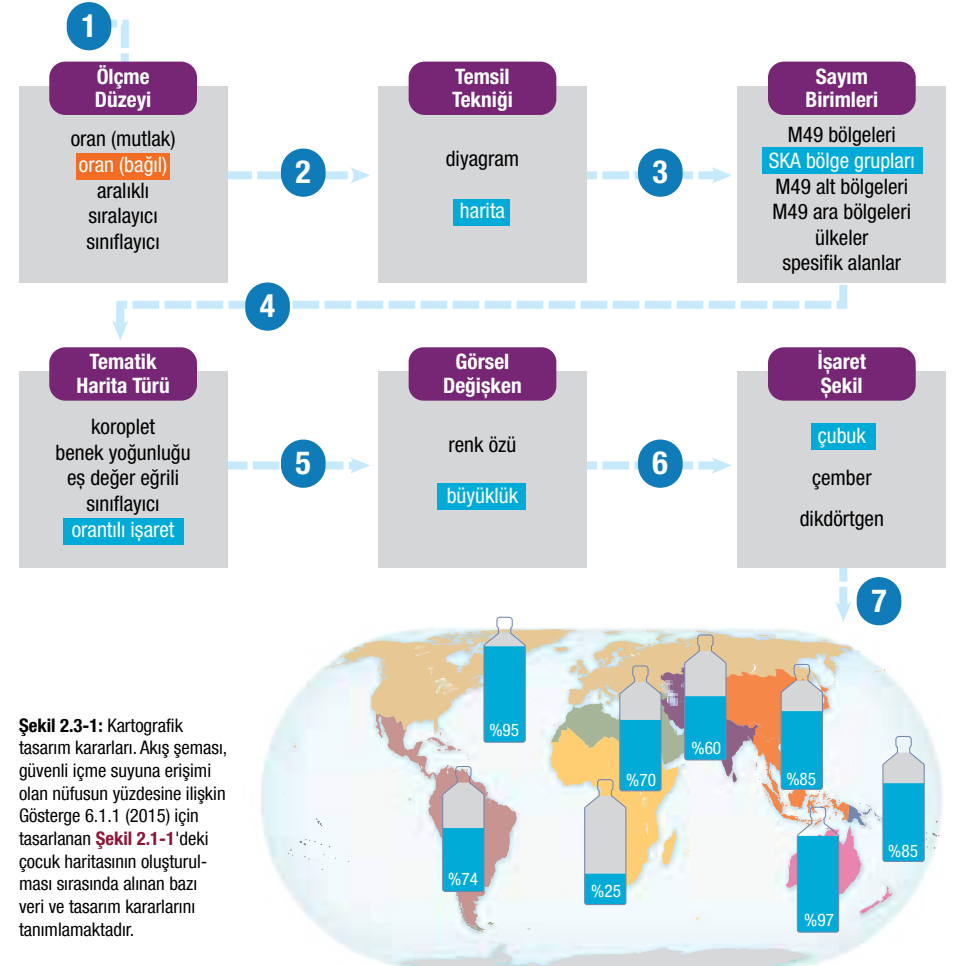 1
Ölçme
Düzeyi
oran (mutlak)
oran (bağıl)
aralıklı
sıralayıcı
sınıflayıcı
2
Temsil
Tekniği
diyagram
harita
3
Sayım
Birimleri
M49 bölgeleri
SKA bölge grupları
M49 alt bölgeleri
M49 ara bölgeleri
ülkeler
spesifik alanlar
4
Tematik
Harita Türü
koroplet
benek yoğunluğu
eş değer eğrili
sınıflayıcı
orantılı işaret
5
Görsel
Değişken
renk özü
büyüklük
6
İşaret
Şekil
çubuk
çember
dikdörtgen
7
Şekil 2.3-1: Kartografik
tasarım kararları. Akış şeması,
güvenli içme suyuna erişimi
olan nüfusun yüzdesine ilişkin
Gösterge 6.1.1 (2015) için
tasarlanan Şekil 2.1-1'deki
çocuk haritasının oluşturul-
ması sırasında alınan bazı
veri ve tasarım kararlarını
tanımlamaktadır.
%95
%70
%60
%85
%85
%74
%25
%97